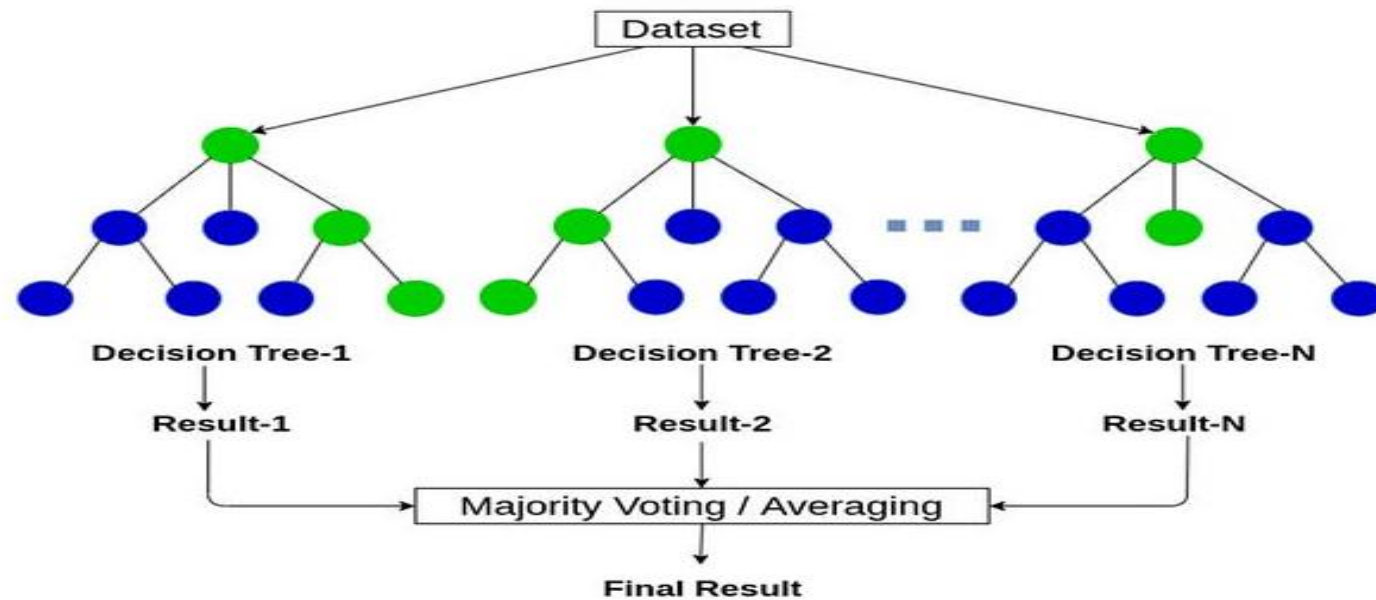 Dataset
Decision Tree-1
Decision Tree-2
Decision Tree-N
Result-1
Result-2
Result-N
Majority Voting / Averaging
Final Result